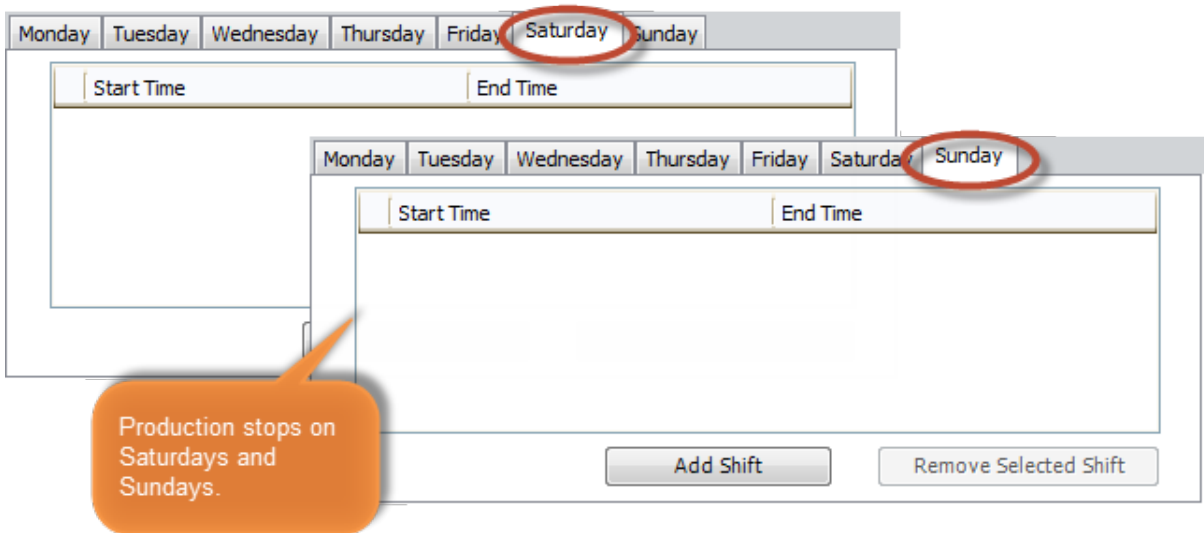 Monday Tuesday Wednesday Thursday Friday Saturday Sunday
Start Time End Time
Monday Tuesday Wednesday Thursday Friday Saturday Sunday
Start Time End Time
Production stops on
Saturdays and
Sundays.
Add Shift Remove Selected Shift